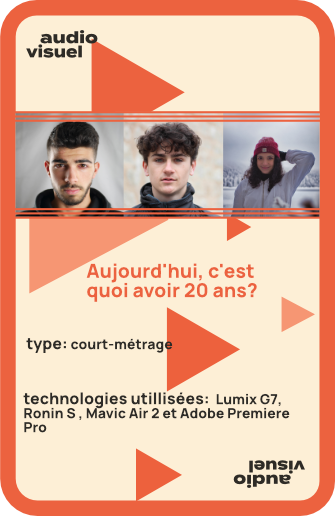 audio
visuel
Aujourd'hui, c'est
quoi avoir 20 ans?
type: court-métrage
technologies utillisées: Lumix G7,
Ronin S , Mavic Air 2 et Adobe Premiere
Pro
audio
visuel